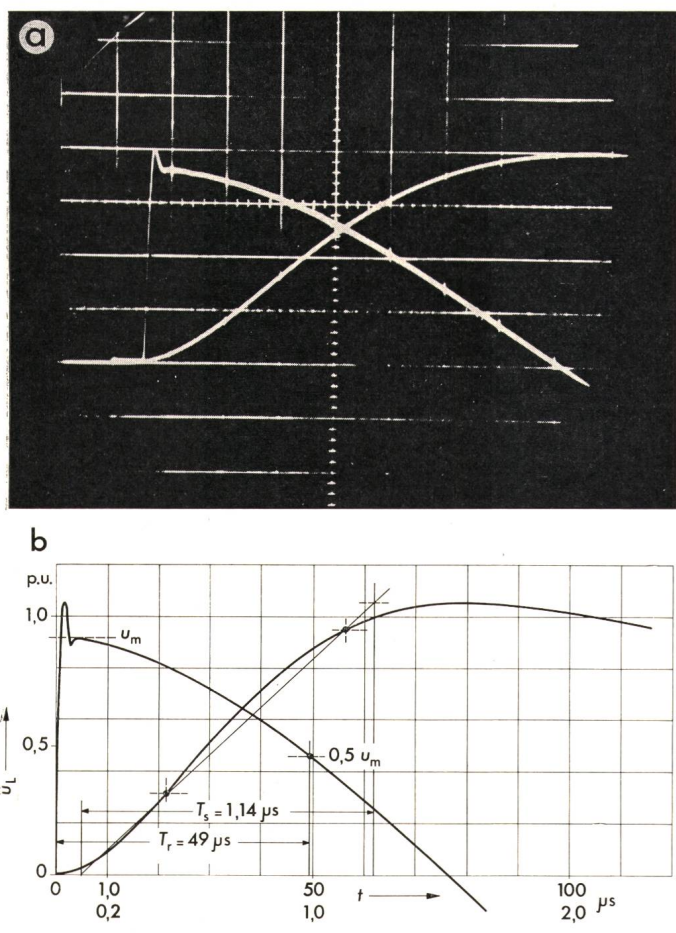 a
b
p.u.
1,0
u_m
0,5
0,5 u_m
u_L
T_s = 1,14 µs
T_r = 49 µs
0
0 1,0 50 t 100 µs
0,2 1,0 2,0